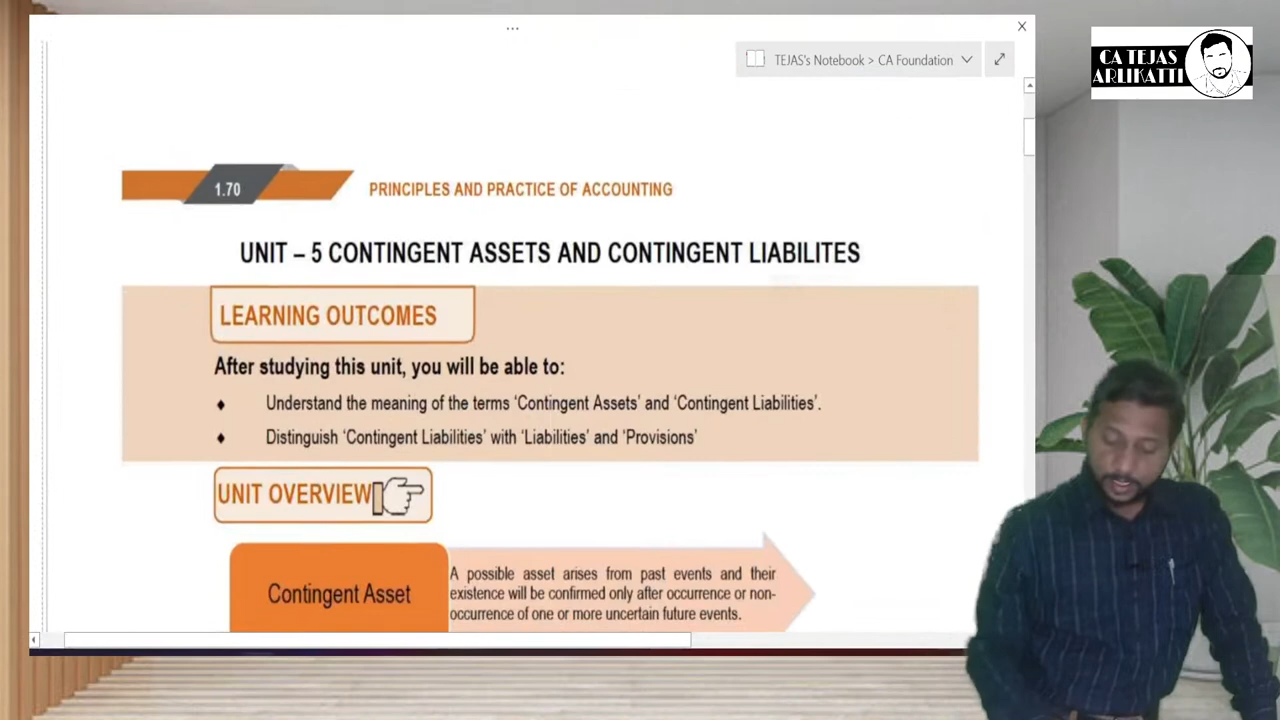 ...
X
TEJAS's Notebook > CA Foundation
CA TEJAS
ARLIKATTI
1.70
PRINCIPLES AND PRACTICE OF ACCOUNTING
UNIT – 5 CONTINGENT ASSETS AND CONTINGENT LIABILITES
LEARNING OUTCOMES
After studying this unit, you will be able to:
♦ Understand the meaning of the terms ‘Contingent Assets’ and ‘Contingent Liabilities’.
♦ Distinguish ‘Contingent Liabilities’ with ‘Liabilities’ and ‘Provisions’
UNIT OVERVIEW
Contingent Asset
A possible asset arises from past events and their
existence will be confirmed only after occurrence or non-
occurrence of one or more uncertain future events.